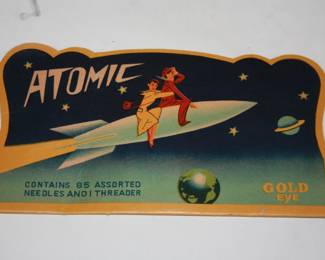 ATOMIC
CONTAINS 85 ASSORTED
NEEDLES AND 1 THREADER
GOLD
EYE